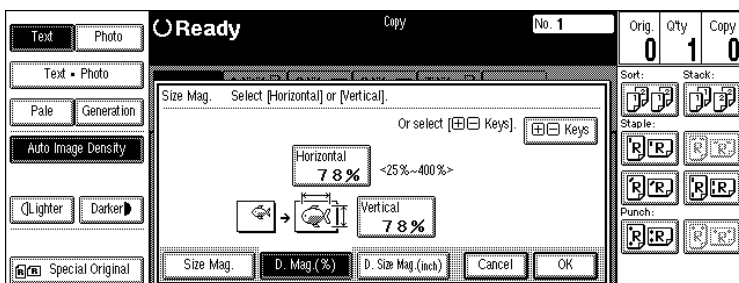 Text
Photo
Text • Photo
Pale
Generation
Auto Image Density
Lighter
Darker
Special Original
Ready
Copy
No. 1
Size Mag. Select [Horizontal] or [Vertical].
Or select [⊞⊟ Keys].
⊞⊟ Keys
Horizontal
78%
<25%~400%>
Vertical
78%
Size Mag.
D. Mag.(%)
D. Size Mag.(inch)
Cancel
OK
Orig. Q'ty Copy
0 1 0
Sort: Stack:
Staple:
Punch: